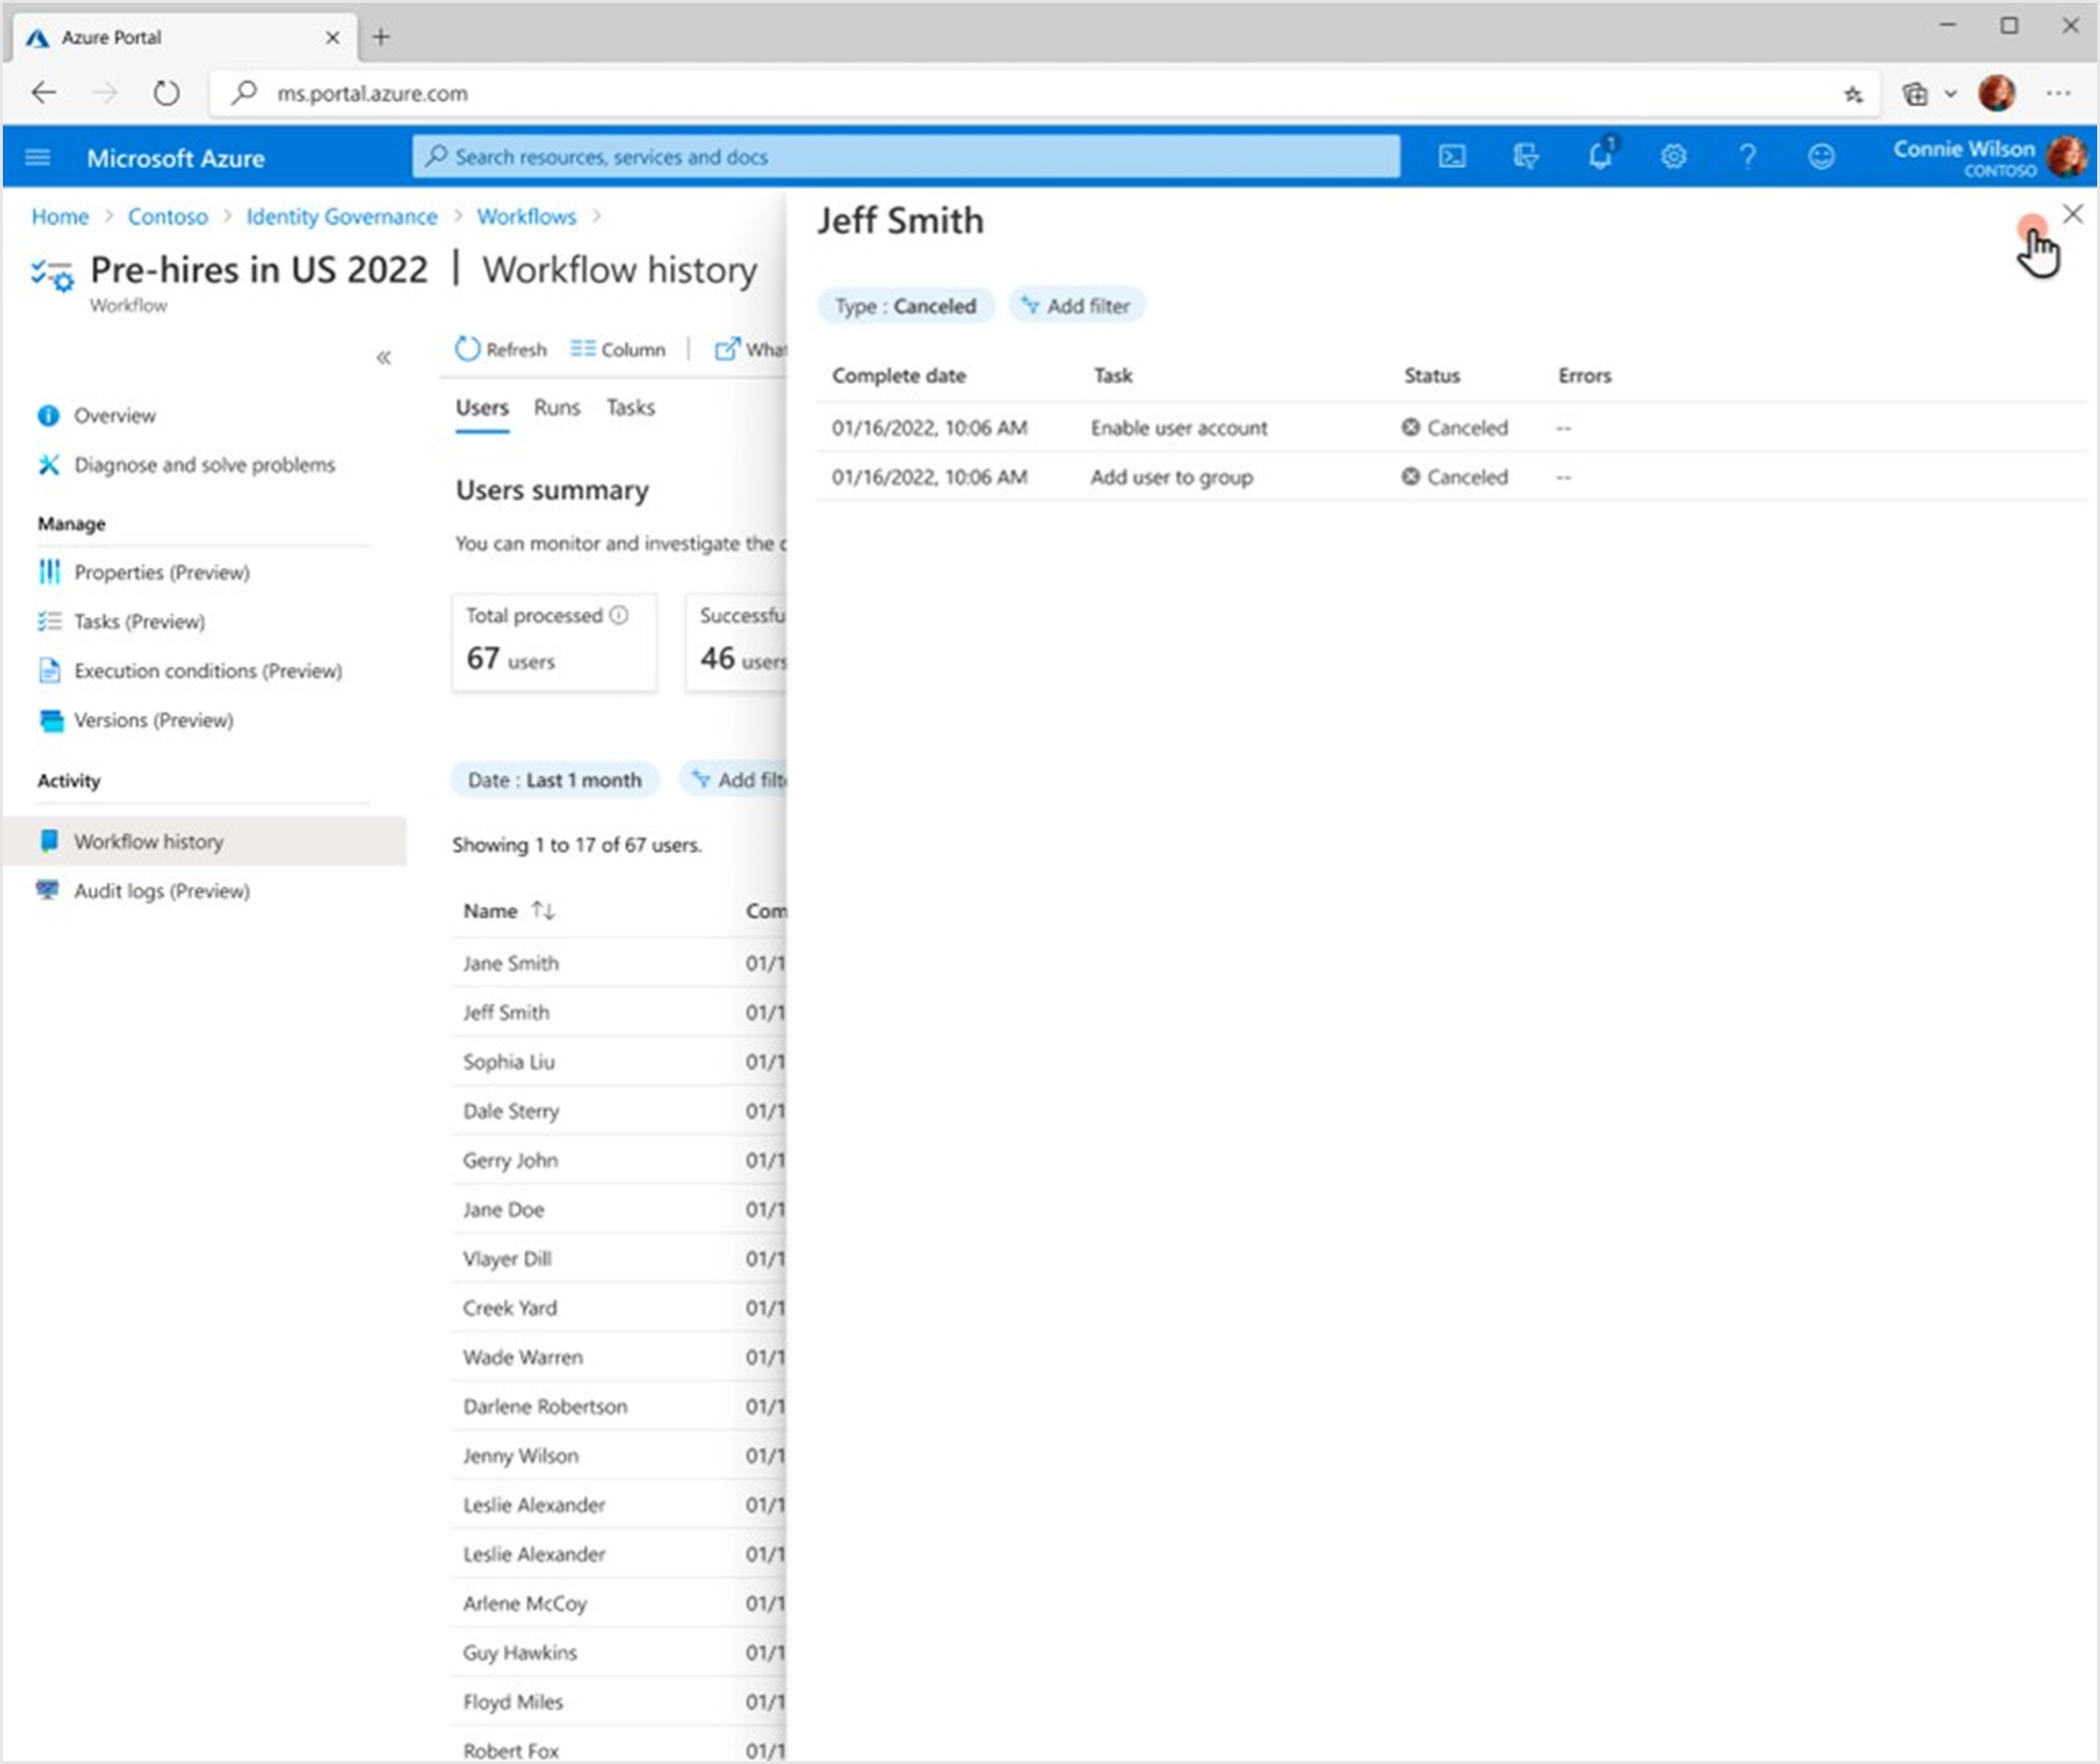 Azure Portal
ms.portal.azure.com
Microsoft Azure
Search resources, services and docs
1
Connie Wilson
CONTOSO
Home > Contoso > Identity Governance > Workflows >
Pre-hires in US 2022 | Workflow history
Workflow
Overview
Diagnose and solve problems
Manage
Properties (Preview)
Tasks (Preview)
Execution conditions (Preview)
Versions (Preview)
Activity
Workflow history
Audit logs (Preview)
Refresh Column | What
Users Runs Tasks
Users summary
You can monitor and investigate the
Total processed Successfu
67 users 46 users
Date : Last 1 month Add filt
Showing 1 to 17 of 67 users.
Name Com
Jane Smith 01/1
Jeff Smith 01/1
Sophia Liu 01/1
Dale Sterry 01/1
Gerry John 01/1
Jane Doe 01/1
Vlayer Dill 01/1
Creek Yard 01/1
Wade Warren 01/1
Darlene Robertson 01/1
Jenny Wilson 01/1
Leslie Alexander 01/1
Leslie Alexander 01/1
Arlene McCoy 01/1
Guy Hawkins 01/1
Floyd Miles 01/1
Robert Fox 01/1
Jeff Smith
Type : Canceled Add filter
Complete date Task Status Errors
01/16/2022, 10:06 AM Enable user account Canceled --
01/16/2022, 10:06 AM Add user to group Canceled --